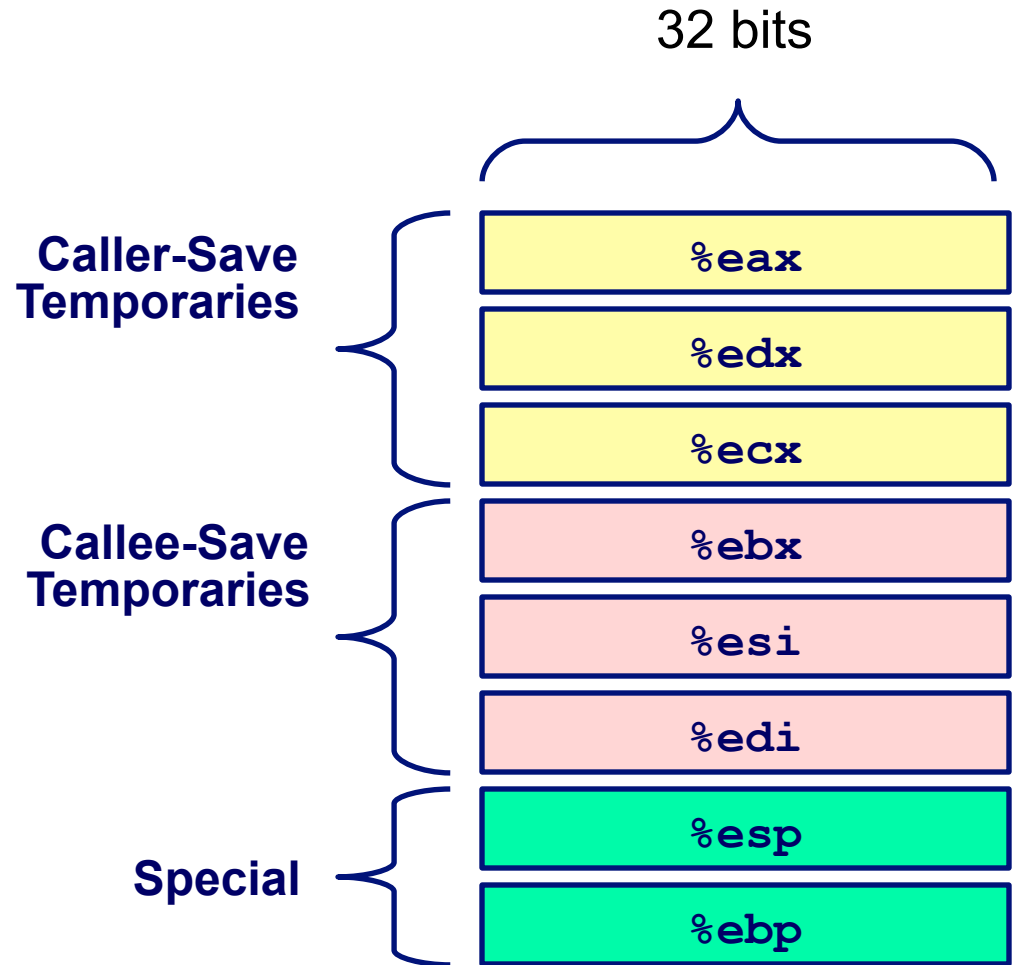 32 bits
Caller-Save
Temporaries
%eax
%edx
%ecx
Callee-Save
Temporaries
%ebx
%esi
%edi
Special
%esp
%ebp